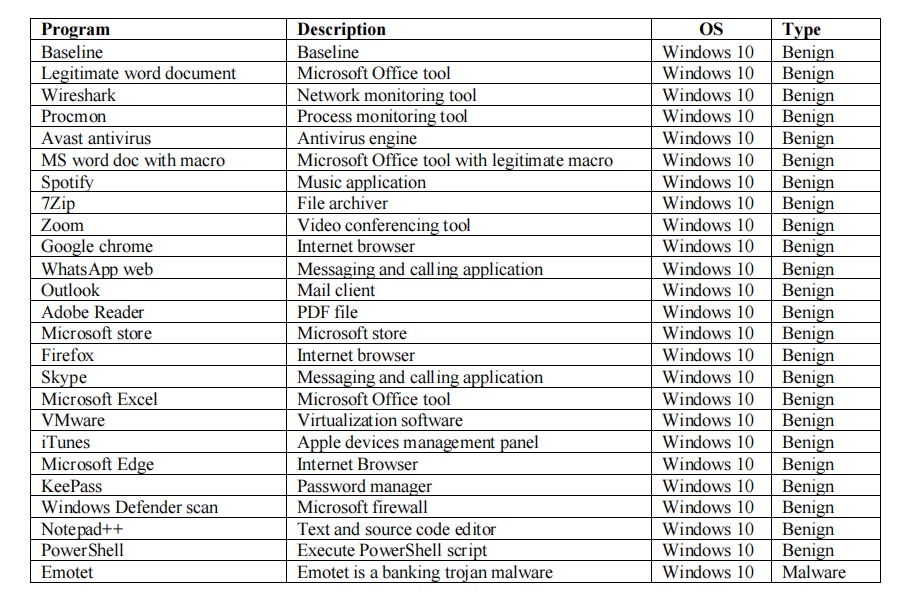 Program Description OS Type
Baseline Baseline Windows 10 Benign
Legitimate word document Microsoft Office tool Windows 10 Benign
Wireshark Network monitoring tool Windows 10 Benign
Procmon Process monitoring tool Windows 10 Benign
Avast antivirus Antivirus engine Windows 10 Benign
MS word doc with macro Microsoft Office tool with legitimate macro Windows 10 Benign
Spotify Music application Windows 10 Benign
7Zip File archiver Windows 10 Benign
Zoom Video conferencing tool Windows 10 Benign
Google chrome Internet browser Windows 10 Benign
WhatsApp web Messaging and calling application Windows 10 Benign
Outlook Mail client Windows 10 Benign
Adobe Reader PDF file Windows 10 Benign
Microsoft store Microsoft store Windows 10 Benign
Firefox Internet browser Windows 10 Benign
Skype Messaging and calling application Windows 10 Benign
Microsoft Excel Microsoft Office tool Windows 10 Benign
VMware Virtualization software Windows 10 Benign
iTunes Apple devices management panel Windows 10 Benign
Microsoft Edge Internet Browser Windows 10 Benign
KeePass Password manager Windows 10 Benign
Windows Defender scan Microsoft firewall Windows 10 Benign
Notepad++ Text and source code editor Windows 10 Benign
PowerShell Execute PowerShell script Windows 10 Benign
Emotet Emotet is a banking trojan malware Windows 10 Malware